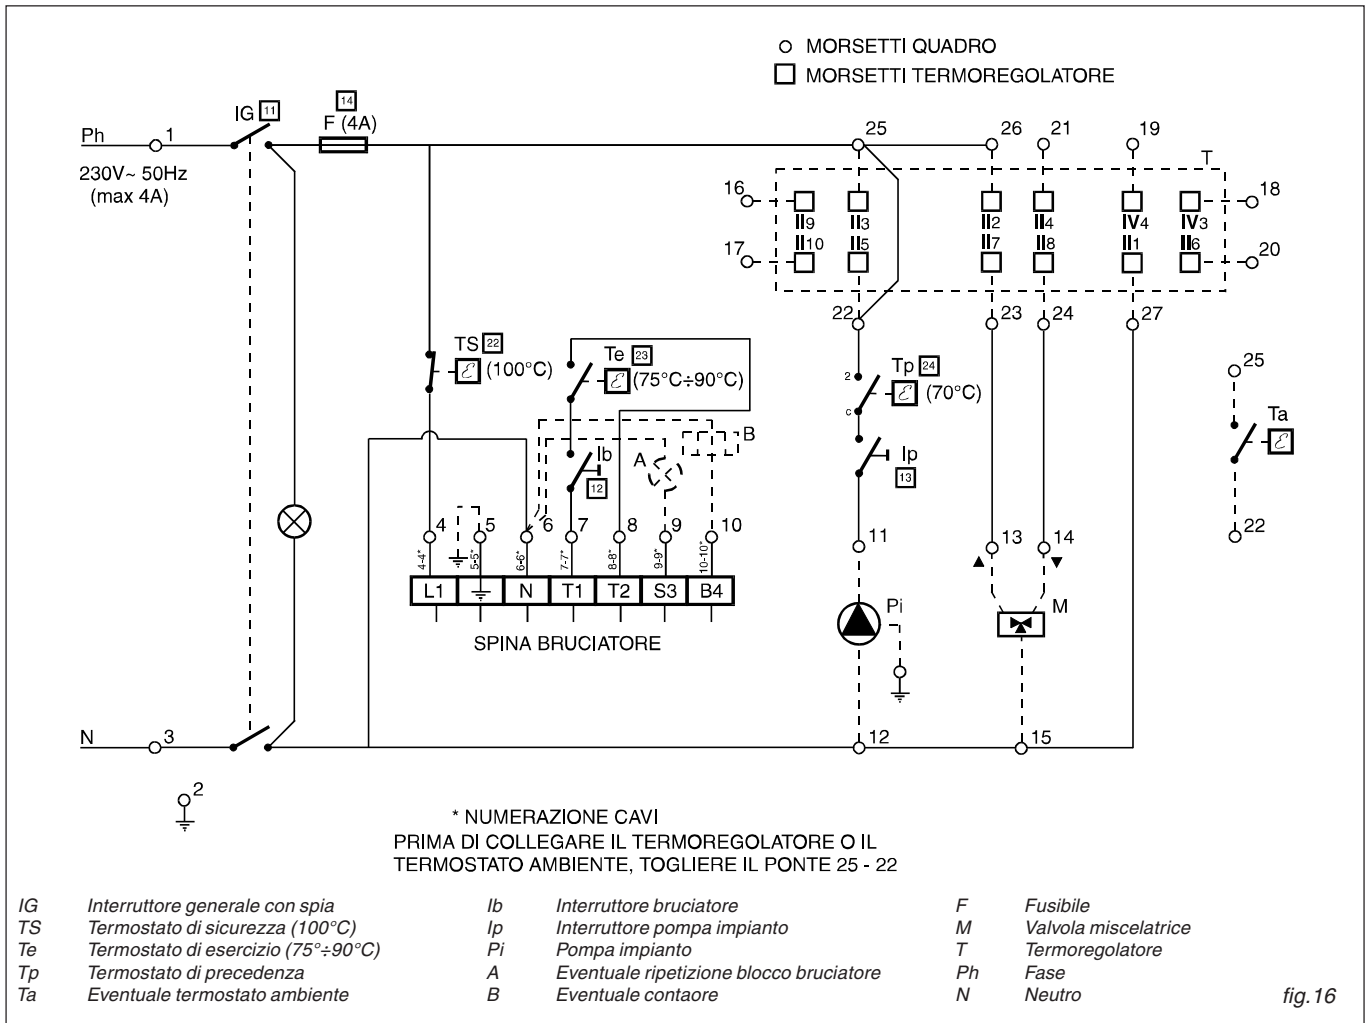 MORSETTI QUADRO
MORSETTI TERMOREGOLATORE
IG 11
14
F (4A)
Ph 1
230V~ 50Hz
(max 4A)
25 26 21 19
T
16 18
II9 II3 II2 II4 IV4 IV3
II10 II5 II7 II8 II1 II6
17 20
22 23 24 27
TS 22
(100°C)
Te 23
(75°C÷90°C)
2
Tp 24
(70°C)
c
25
Ta
22
B
A
Ib
12
Ip
13
4 5 6 7 8 9 10
4-4* 5-5* 6-6* 7-7* 8-8* 9-9* 10-10*
L1 N T1 T2 S3 B4
SPINA BRUCIATORE
11 13 14
Pi
M
N 3
12 15
2
* NUMERAZIONE CAVI
PRIMA DI COLLEGARE IL TERMOREGOLATORE O IL
TERMOSTATO AMBIENTE, TOGLIERE IL PONTE 25 - 22
IG Interruttore generale con spia
TS Termostato di sicurezza (100°C)
Te Termostato di esercizio (75°÷90°C)
Tp Termostato di precedenza
Ta Eventuale termostato ambiente
Ib Interruttore bruciatore
Ip Interruttore pompa impianto
Pi Pompa impianto
A Eventuale ripetizione blocco bruciatore
B Eventuale contaore
F Fusibile
M Valvola miscelatrice
T Termoregolatore
Ph Fase
N Neutro
fig.16